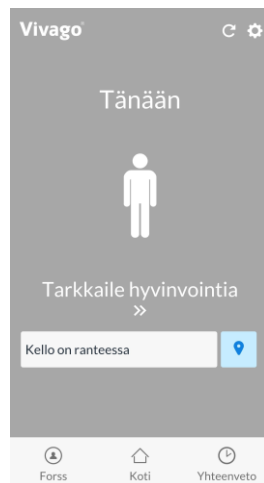 Vivago
Tänään
Tarkkaile hyvinvointia
»
Kello on ranteessa
Forss
Koti
Yhteenveto